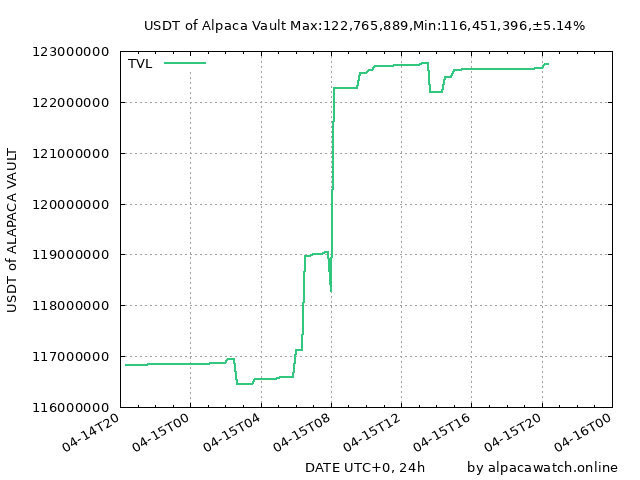 USDT of Alpaca Vault Max:122,765,889,Min:116,451,396,±5.14%
123000000
TVL
122000000
121000000
120000000
119000000
118000000
117000000
116000000
USDT of ALAPACA VAULT
04-14T20
04-15T00
04-15T04
04-15T08
04-15T12
04-15T16
04-15T20
04-16T00
DATE UTC+0, 24h
by alpacawatch.online